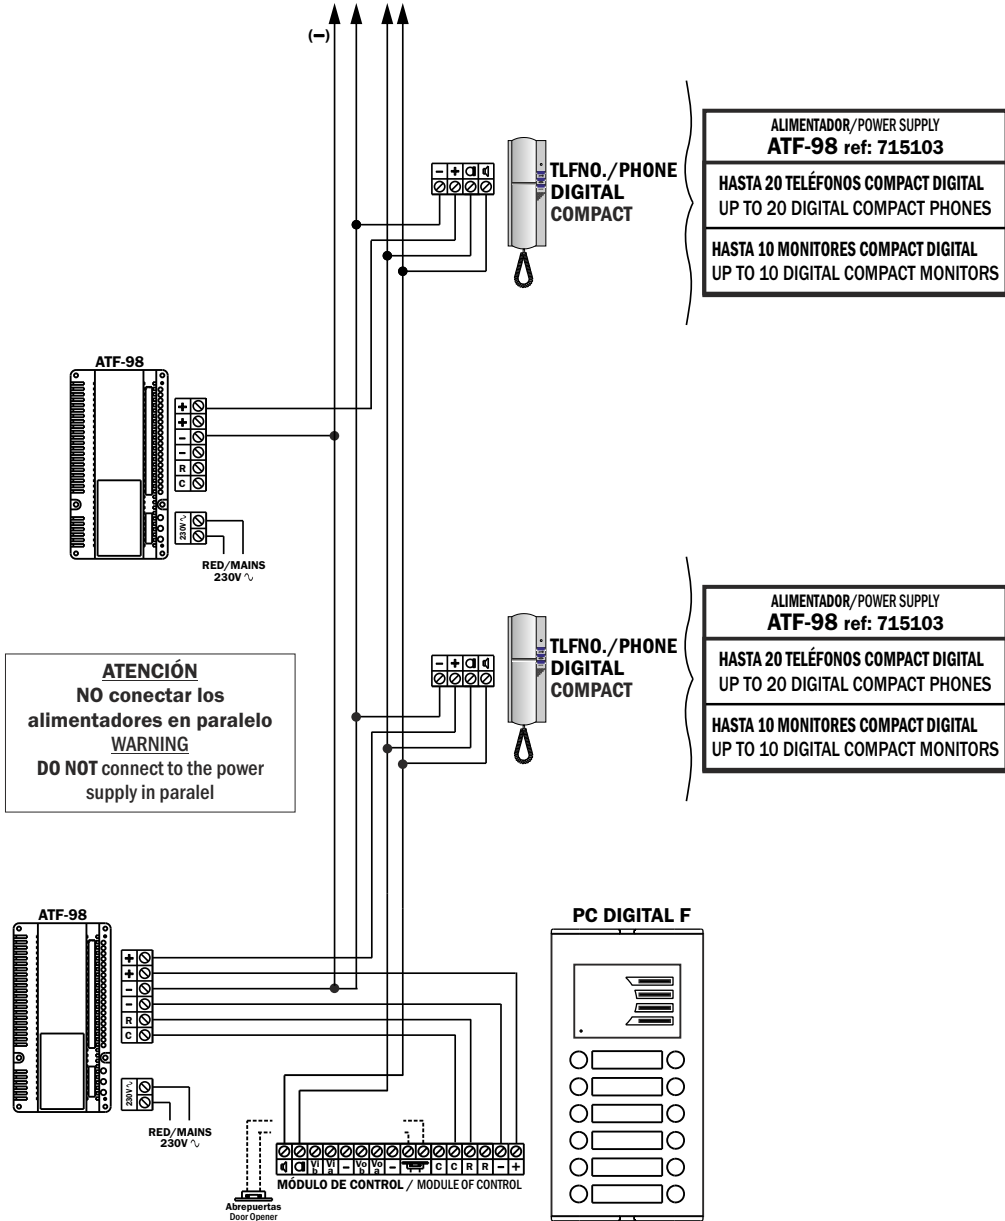 (−)
ALIMENTADOR/POWER SUPPLY
ATF-98 ref: 715103
HASTA 20 TELÉFONOS COMPACT DIGITAL
UP TO 20 DIGITAL COMPACT PHONES
HASTA 10 MONITORES COMPACT DIGITAL
UP TO 10 DIGITAL COMPACT MONITORS
− +
TLFNO./PHONE
DIGITAL
COMPACT
ATF-98
+
+
−
−
R
C
230V
RED/MAINS
230V
ALIMENTADOR/POWER SUPPLY
ATF-98 ref: 715103
HASTA 20 TELÉFONOS COMPACT DIGITAL
UP TO 20 DIGITAL COMPACT PHONES
HASTA 10 MONITORES COMPACT DIGITAL
UP TO 10 DIGITAL COMPACT MONITORS
− +
TLFNO./PHONE
DIGITAL
COMPACT
ATENCIÓN
NO conectar los
alimentadores en paralelo
WARNING
DO NOT connect to the power
supply in paralel
ATF-98
+
+
−
−
R
C
230V
RED/MAINS
230V
PC DIGITAL F
Vi b Vi a − Vo b Vo a − C C R R − +
MÓDULO DE CONTROL / MODULE OF CONTROL
Abrepuertas
Door Opener